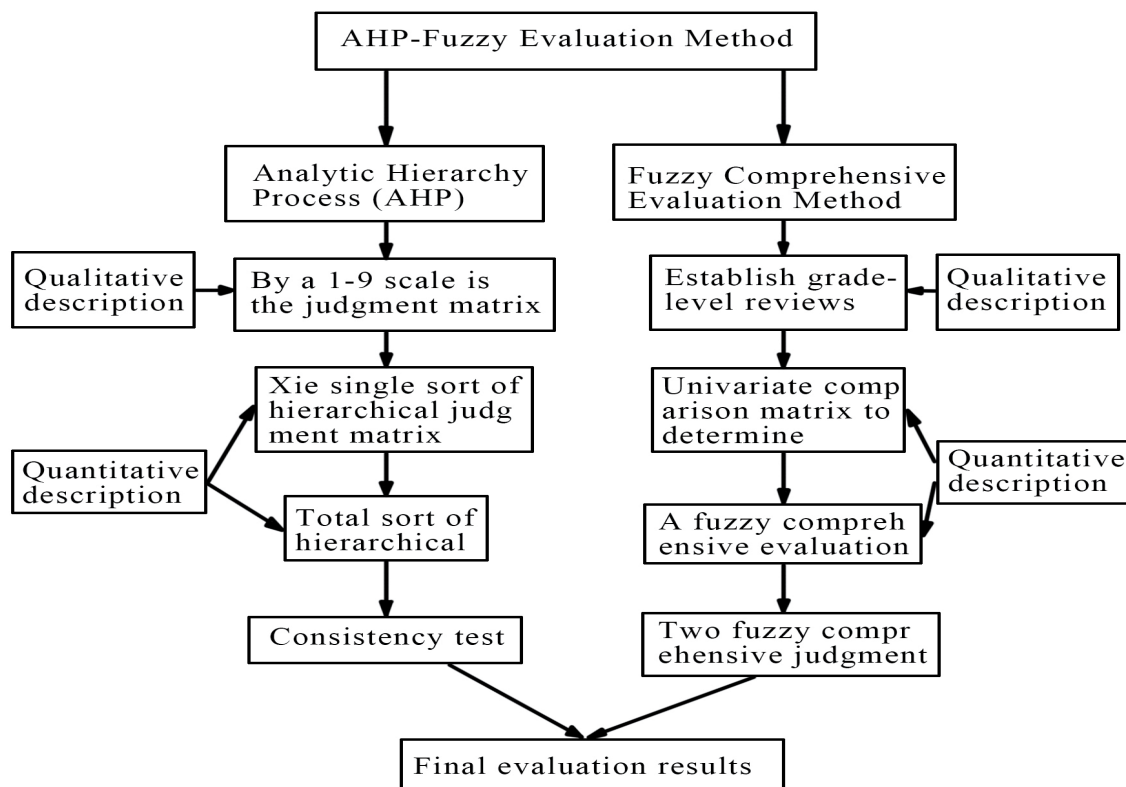 AHP-Fuzzy Evaluation Method
Analytic Hierarchy
Process (AHP)
Fuzzy Comprehensive
Evaluation Method
Qualitative
description
By a 1-9 scale is
the judgment matrix
Establish grade-
level reviews
Qualitative
description
Xie single sort of
hierarchical judg
ment matrix
Univariate comp
arison matrix to
determine
Quantitative
description
Quantitative
description
Total sort of
hierarchical
A fuzzy compreh
ensive evaluation
Consistency test
Two fuzzy compr
ehensive judgment
Final evaluation results